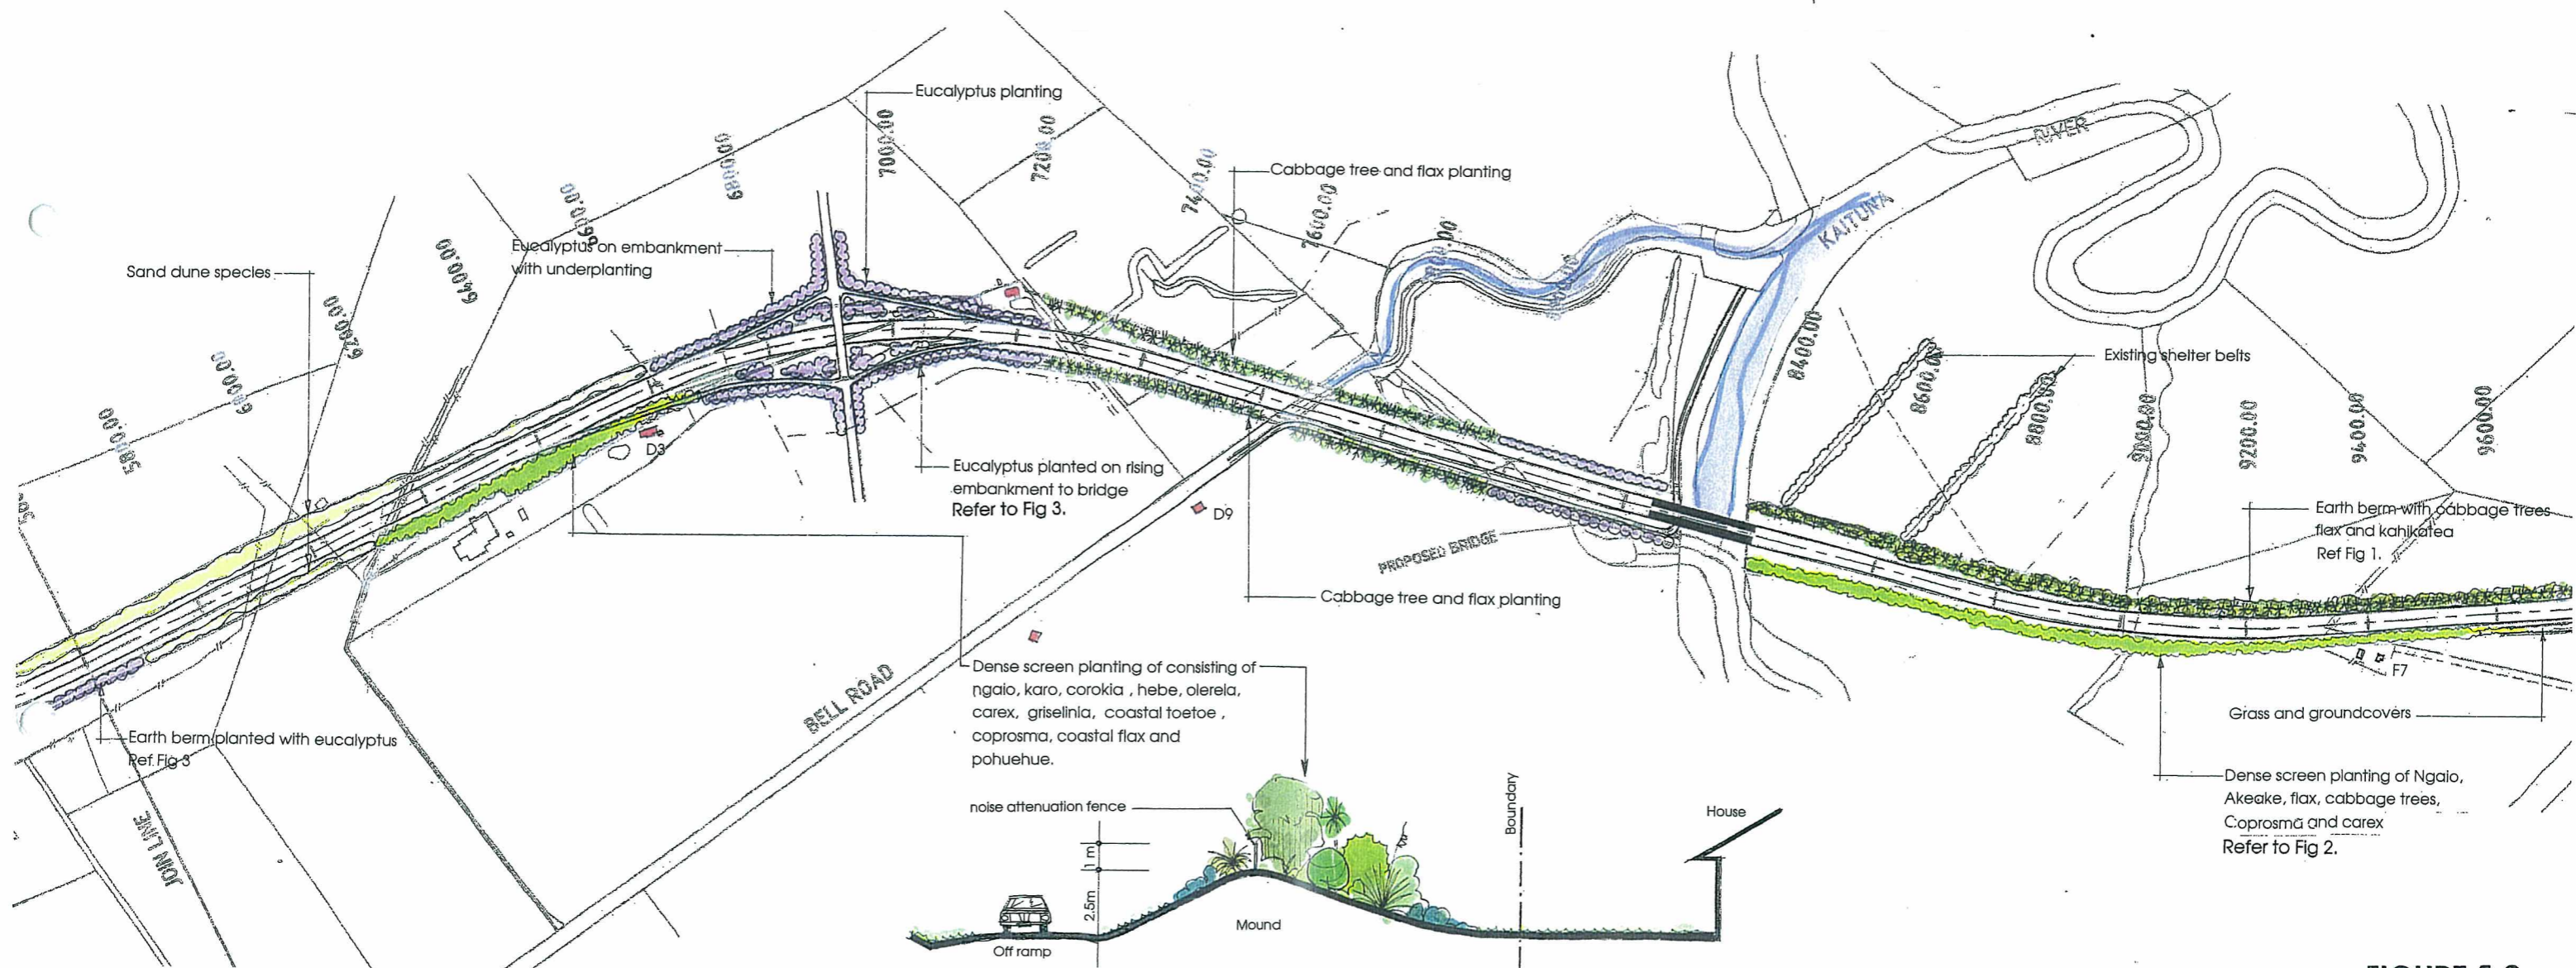 Eucalyptus planting
7000.00
7200.00
6800.00
7400.00
7600.00
Cabbage tree and flax planting
RIVER
KAITUNA
6600.00
6400.00
6200.00
6000.00
5800.00
Sand dune species
Eucalyptus on embankment
with underplanting
8400.00
8600.00
8800.00
9000.00
9200.00
9400.00
9600.00
Existing shelter belts
D3
Eucalyptus planted on rising
embankment to bridge
Refer to Fig 3.
D9
PROPOSED BRIDGE
Earth berm with cabbage trees
flax and kahikatea
Ref Fig 1.
Cabbage tree and flax planting
BELL ROAD
F7
Grass and groundcovers
Earth berm planted with eucalyptus
Ref. Fig 3
JOIN LINE
Dense screen planting of consisting of
ngaio, karo, corokia , hebe, olereia,
carex, griselinia, coastal toetoe ,
coprosma, coastal flax and
pohuehue.
Dense screen planting of Ngaio,
Akeake, flax, cabbage trees,
Coprosma and carex
Refer to Fig 2.
noise attenuation fence
1 m
2.5m
Off ramp
Mound
Boundary
House